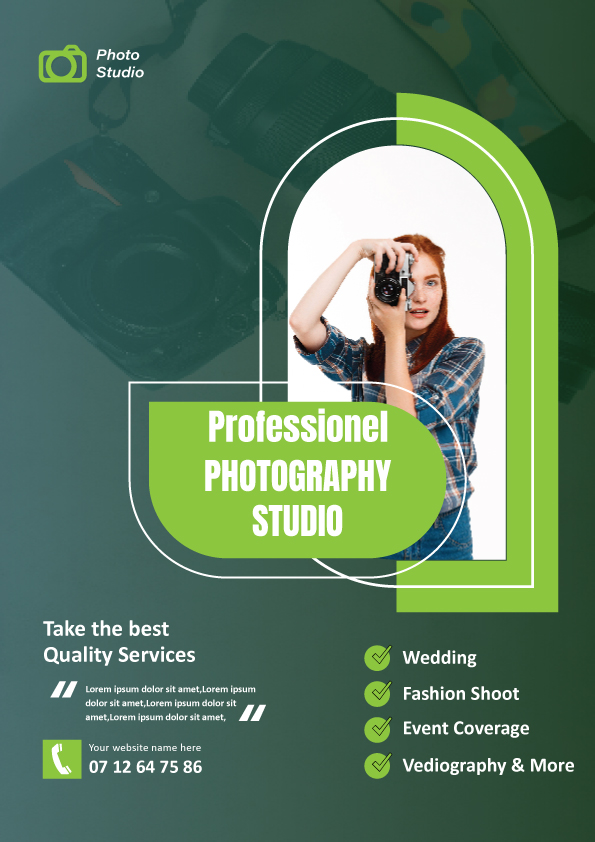 Photo
Studio
Professionel
PHOTOGRAPHY
STUDIO
Take the best
Quality Services
Lorem ipsum dolor sit amet,Lorem ipsum
dolor sit amet,Lorem ipsum dolor sit
amet,Lorem ipsum dolor sit amet,
Your website name here
07 12 64 75 86
Wedding
Fashion Shoot
Event Coverage
Vediography & More